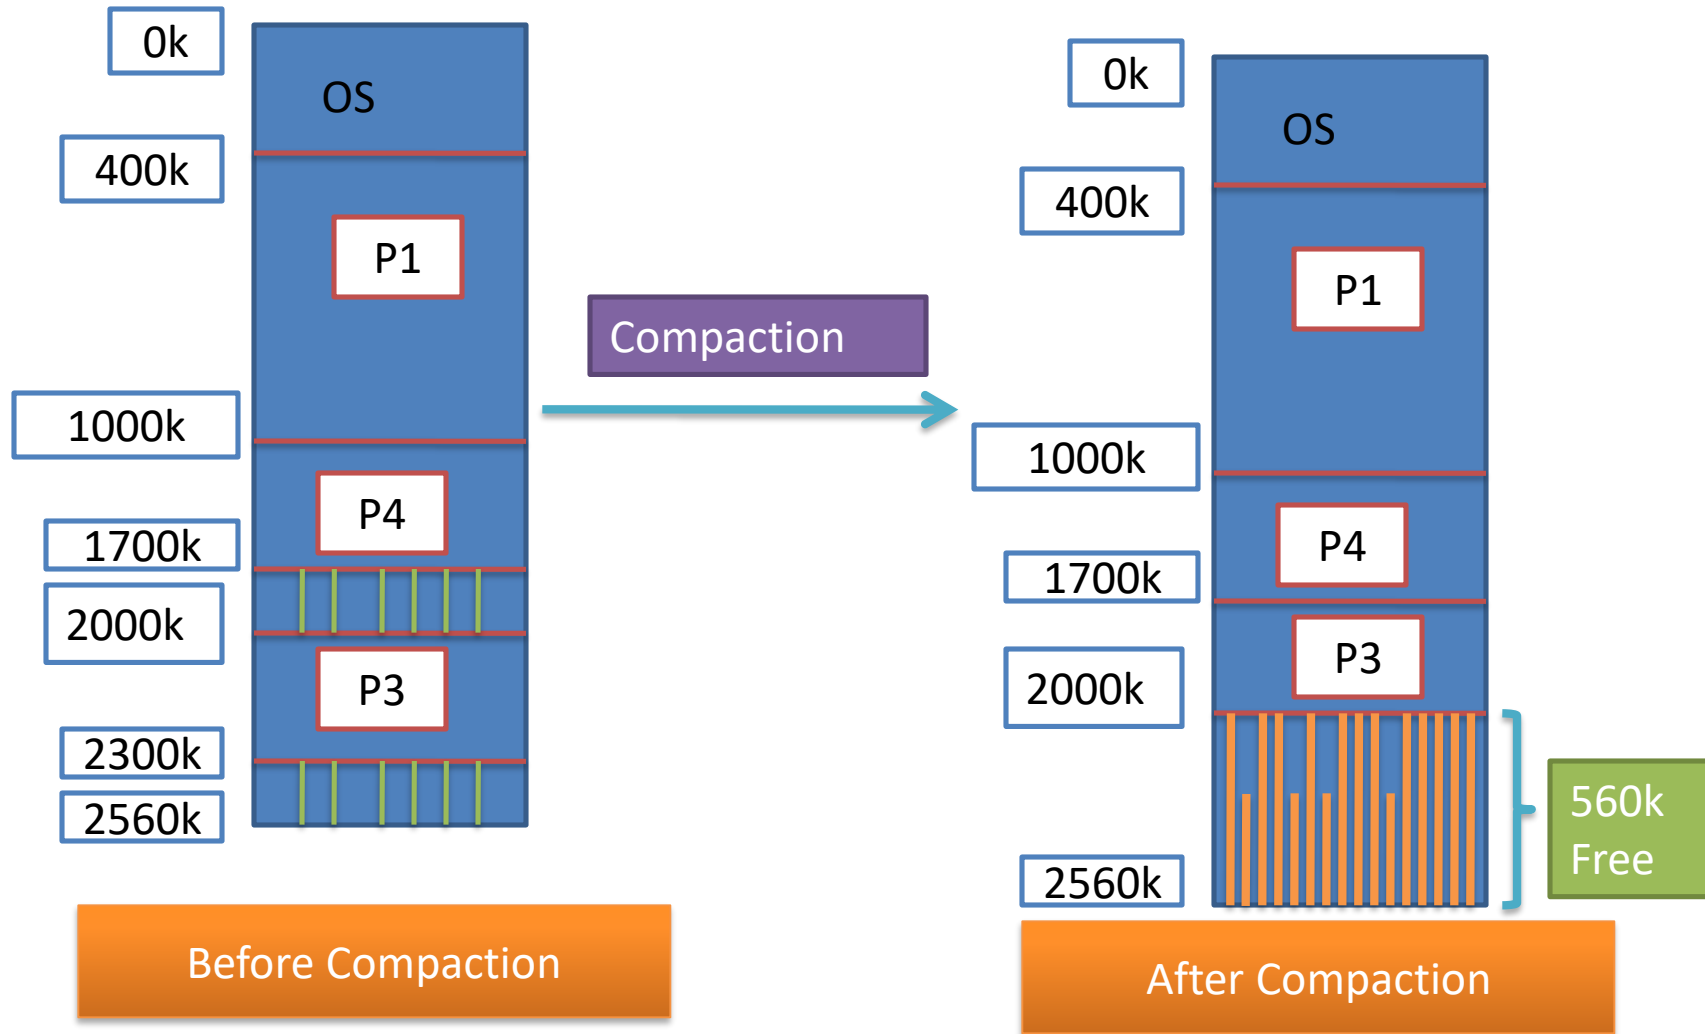 0k
OS
400k
P1
1000k
P4
1700k
2000k
P3
2300k
2560k
Before Compaction
Compaction
0k
OS
400k
P1
1000k
P4
1700k
P3
2000k
560k
Free
2560k
After Compaction